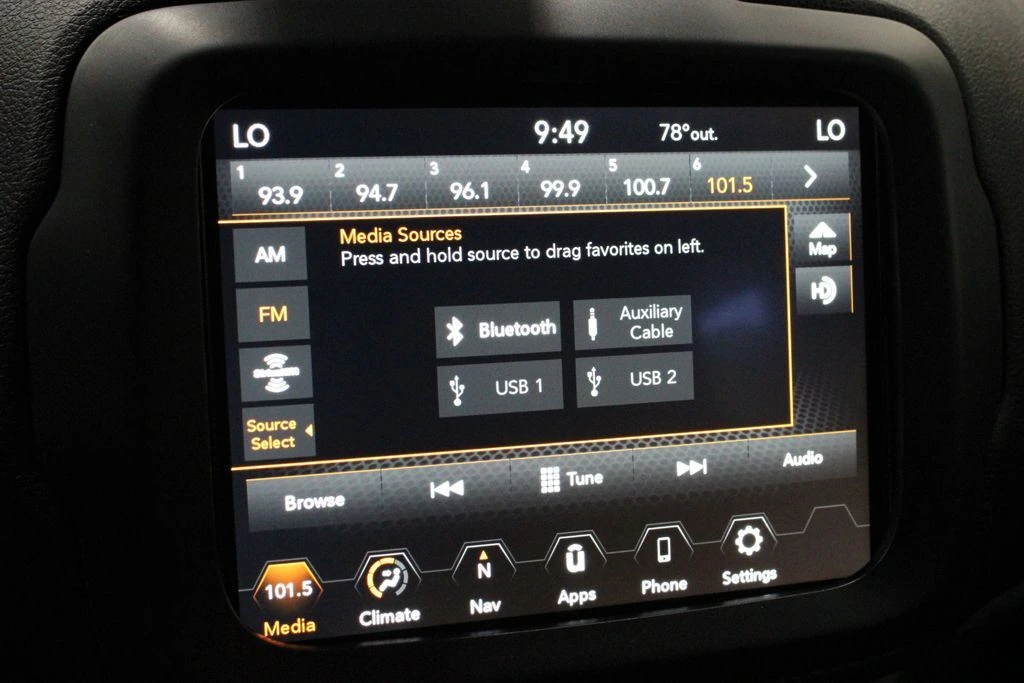 LO 9:49 78°out. LO
1 2 3 4 5 6
93.9 94.7 96.1 99.9 100.7 101.5
Media Sources
Press and hold source to drag favorites on left.
AM
FM
Source
Select
Bluetooth
Auxiliary
Cable
USB 1
USB 2
Map
HD
Browse Tune Audio
101.5 N
Media Climate Nav Apps Phone Settings